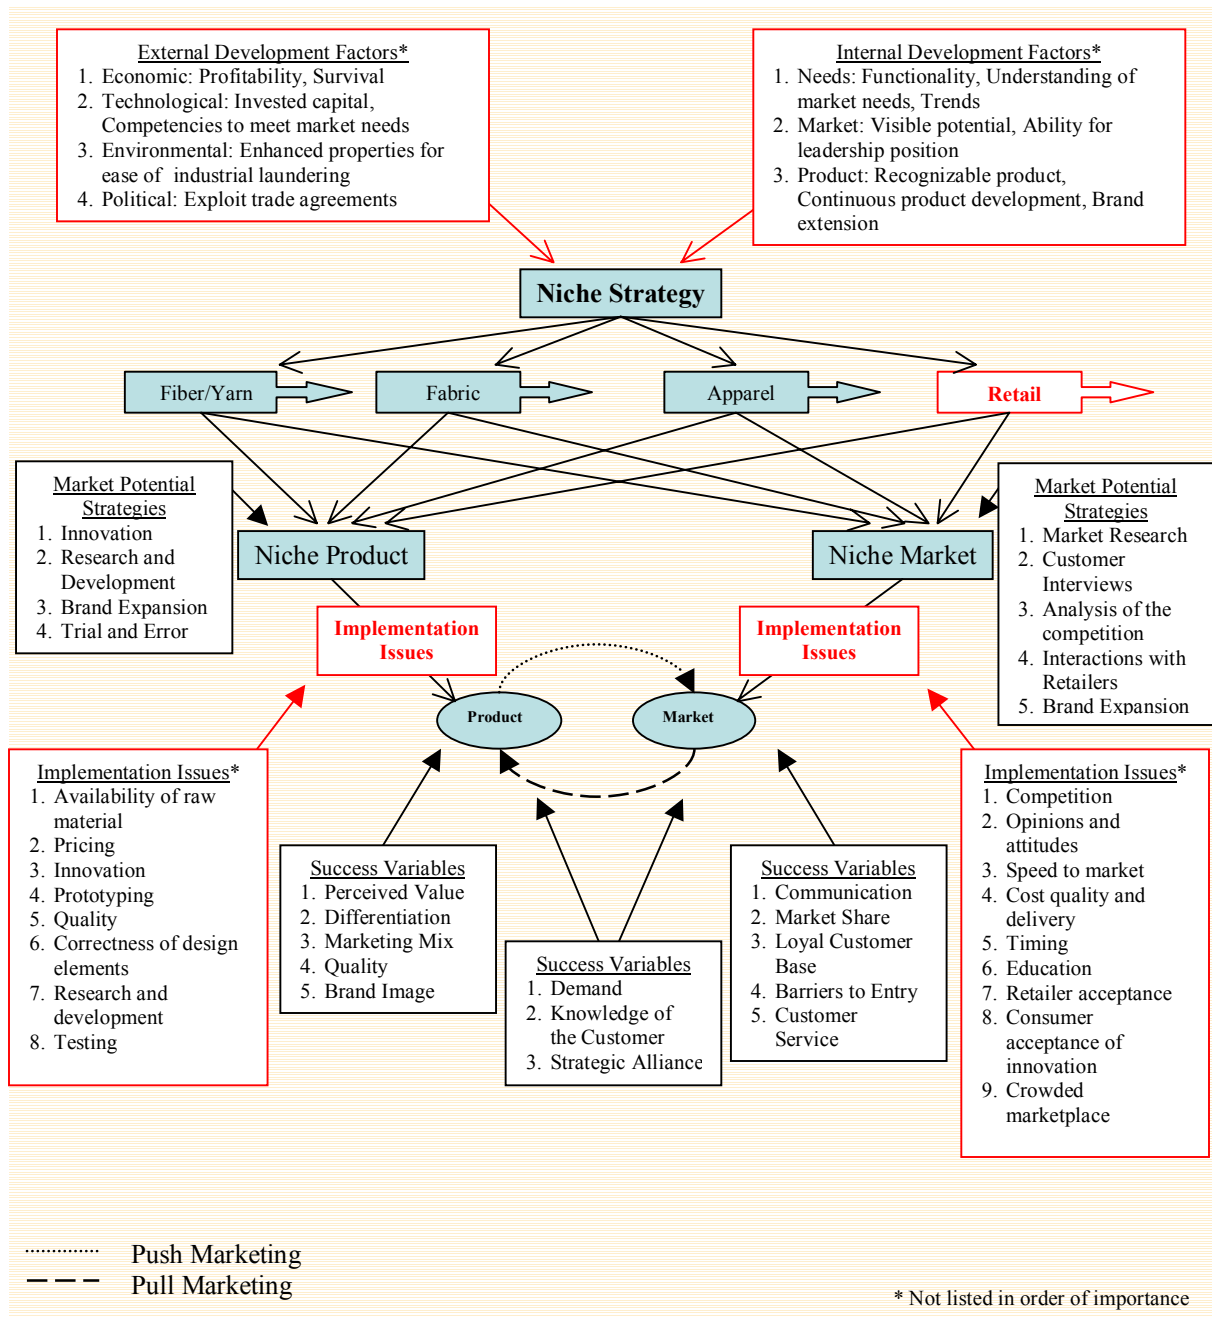 External Development Factors*
1. Economic: Profitability, Survival
2. Technological: Invested capital,
Competencies to meet market needs
3. Environmental: Enhanced properties for
ease of industrial laundering
4. Political: Exploit trade agreements
Internal Development Factors*
1. Needs: Functionality, Understanding of
market needs, Trends
2. Market: Visible potential, Ability for
leadership position
3. Product: Recognizable product,
Continuous product development, Brand
extension
Niche Strategy
Fiber/Yarn
Fabric
Apparel
Retail
Market Potential
Strategies
1. Innovation
2. Research and
Development
3. Brand Expansion
4. Trial and Error
Niche Product
Niche Market
Market Potential
Strategies
1. Market Research
2. Customer
Interviews
3. Analysis of the
competition
4. Interactions with
Retailers
5. Brand Expansion
Implementation
Issues
Implementation
Issues
Product
Market
Implementation Issues*
1. Availability of raw
material
2. Pricing
3. Innovation
4. Prototyping
5. Quality
6. Correctness of design
elements
7. Research and
development
8. Testing
Success Variables
1. Perceived Value
2. Differentiation
3. Marketing Mix
4. Quality
5. Brand Image
Success Variables
1. Demand
2. Knowledge of
the Customer
3. Strategic Alliance
Success Variables
1. Communication
2. Market Share
3. Loyal Customer
Base
4. Barriers to Entry
5. Customer
Service
Implementation Issues*
1. Competition
2. Opinions and
attitudes
3. Speed to market
4. Cost quality and
delivery
5. Timing
6. Education
7. Retailer acceptance
8. Consumer
acceptance of
innovation
9. Crowded
marketplace
Push Marketing
Pull Marketing
* Not listed in order of importance